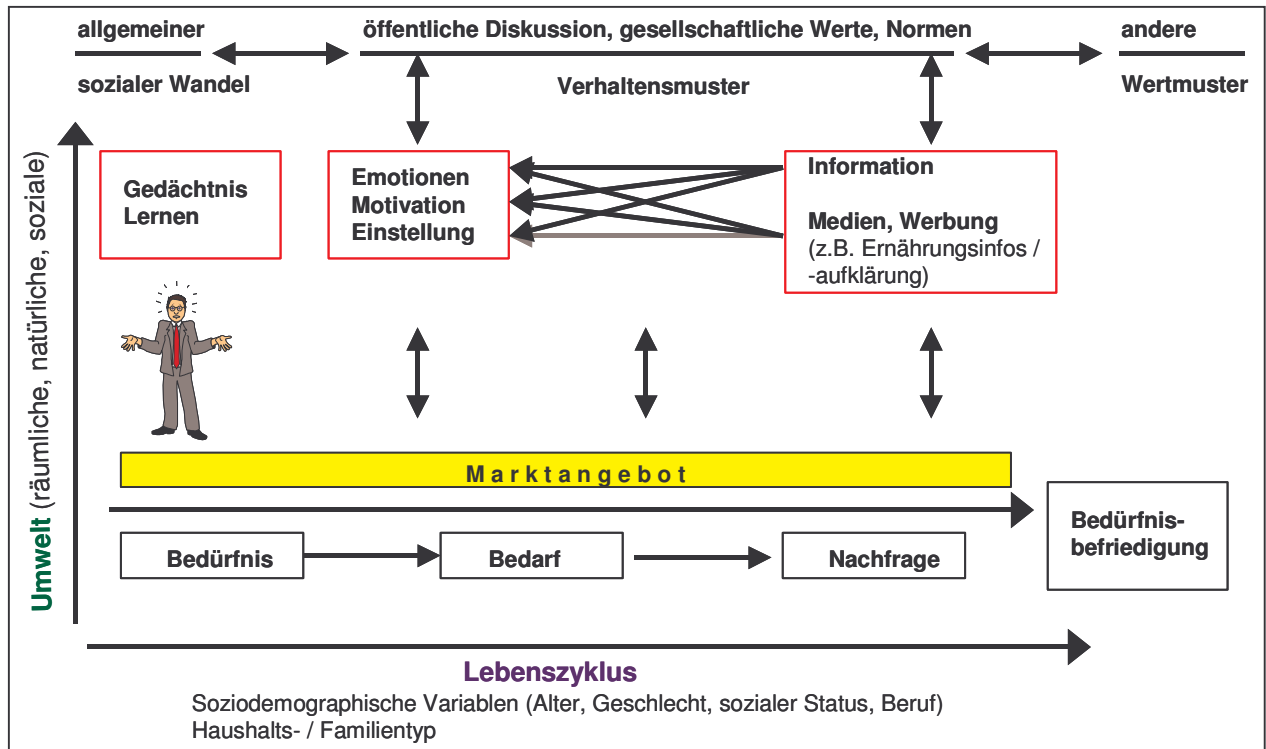 allgemeiner
öffentliche Diskussion, gesellschaftliche Werte, Normen
andere
sozialer Wandel
Verhaltensmuster
Wertmuster
Umwelt (räumliche, natürliche, soziale)
Gedächtnis
Lernen
Emotionen
Motivation
Einstellung
Information
Medien, Werbung
(z.B. Ernährungsinfos /
-aufklärung)
Marktangebot
Bedürfnis
Bedarf
Nachfrage
Bedürfnis-
befriedigung
Lebenszyklus
Soziodemographische Variablen (Alter, Geschlecht, sozialer Status, Beruf)
Haushalts- / Familientyp